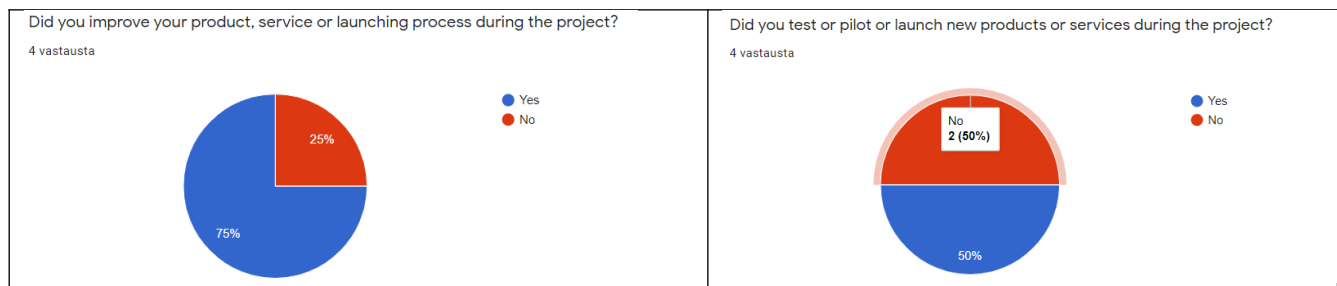 Did you improve your product, service or launching process during the project?
4 vastausta
Yes
No
25%
75%
Did you test or pilot or launch new products or services during the project?
4 vastausta
Yes
No
No
2 (50%)
50%